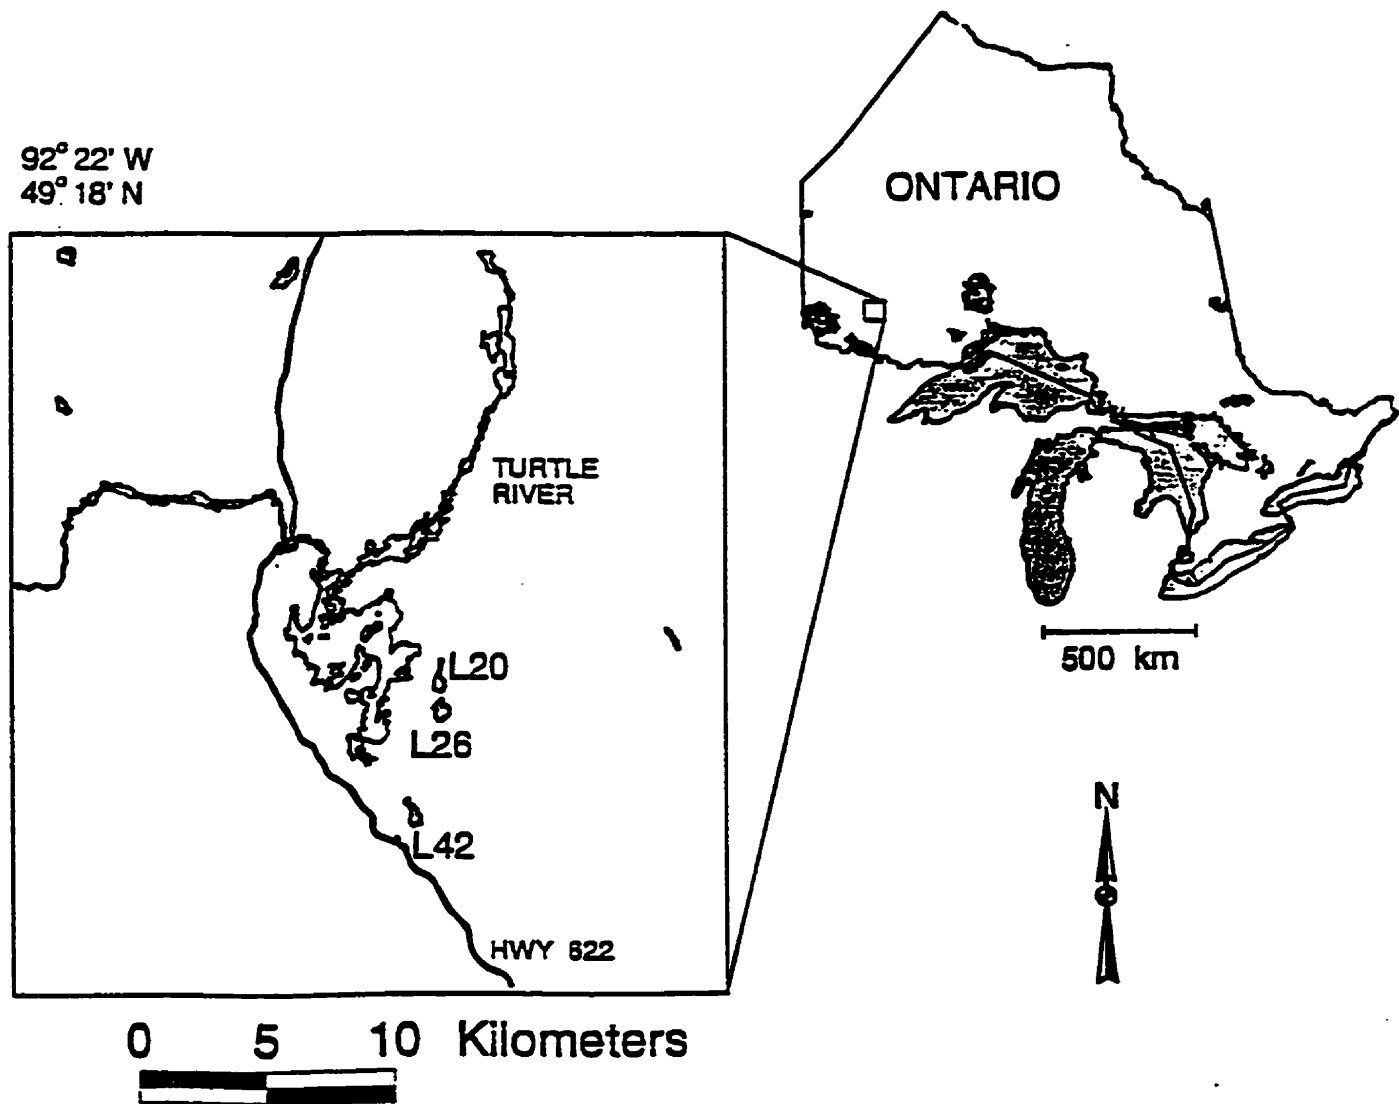 92° 22' W
49° 18' N
ONTARIO
TURTLE
RIVER
L20
L26
L42
HWY 622
500 km
N
0 5 10 Kilometers